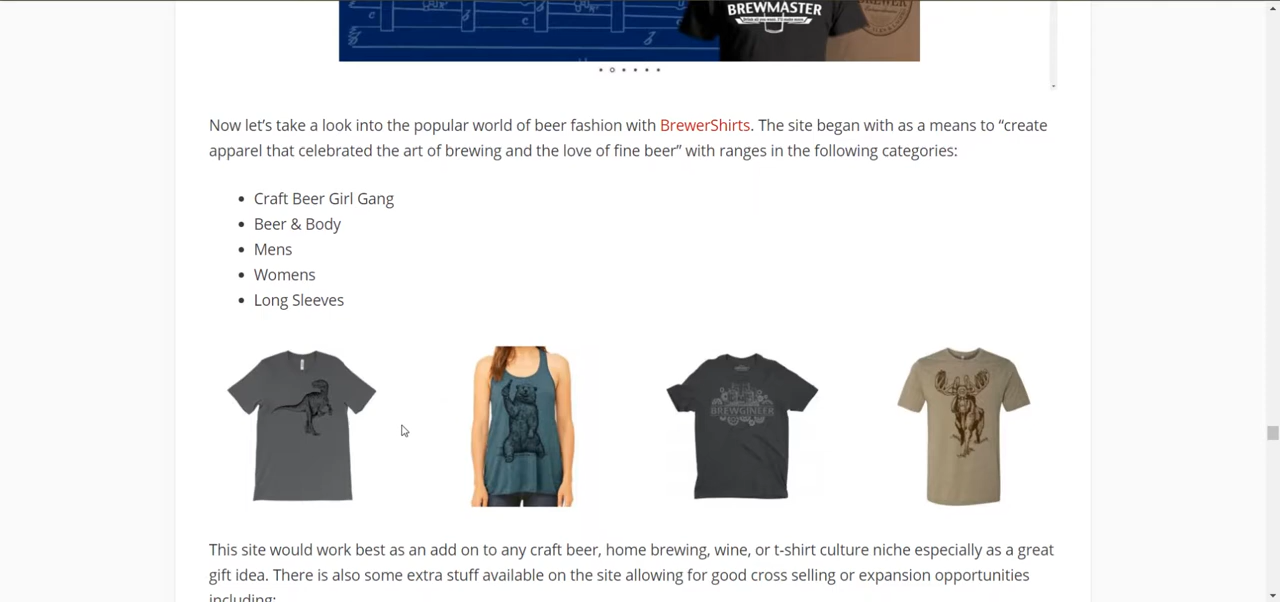 BREWMASTER
Now let’s take a look into the popular world of beer fashion with BrewerShirts. The site began with as a means to “create
apparel that celebrated the art of brewing and the love of fine beer” with ranges in the following categories:
• Craft Beer Girl Gang
• Beer & Body
• Mens
• Womens
• Long Sleeves
BREWGINEER
This site would work best as an add on to any craft beer, home brewing, wine, or t-shirt culture niche especially as a great
gift idea. There is also some extra stuff available on the site allowing for good cross selling or expansion opportunities
including: